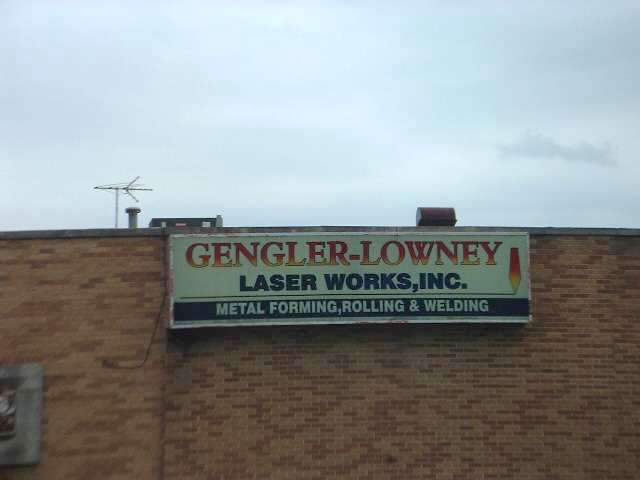 GENGLER-LOWNEY
LASER WORKS,INC.
METAL FORMING,ROLLING & WELDING